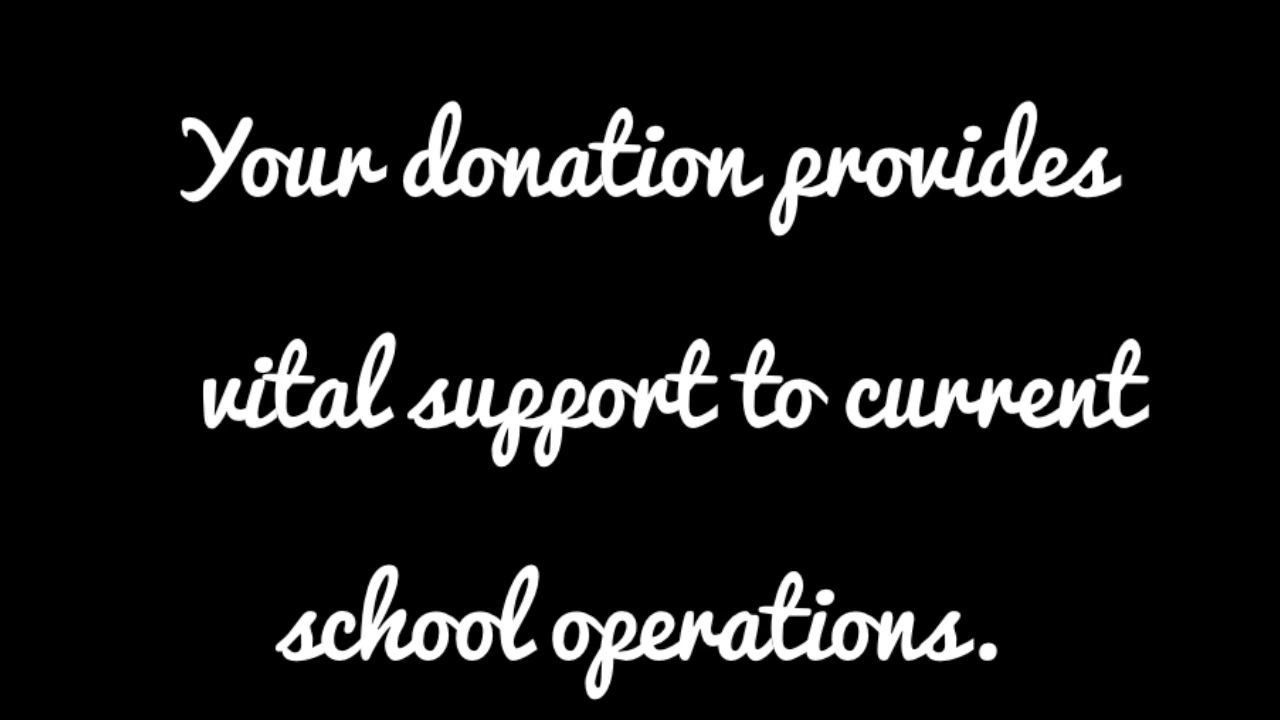 Your donation provides
vital support to current
school operations.